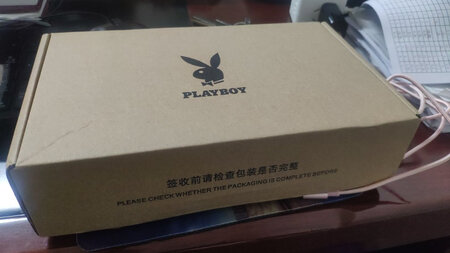 PLAYBOY
签收前请检查包装是否完整
PLEASE CHECK WHETHER THE PACKAGING IS COMPLETE BEFORE